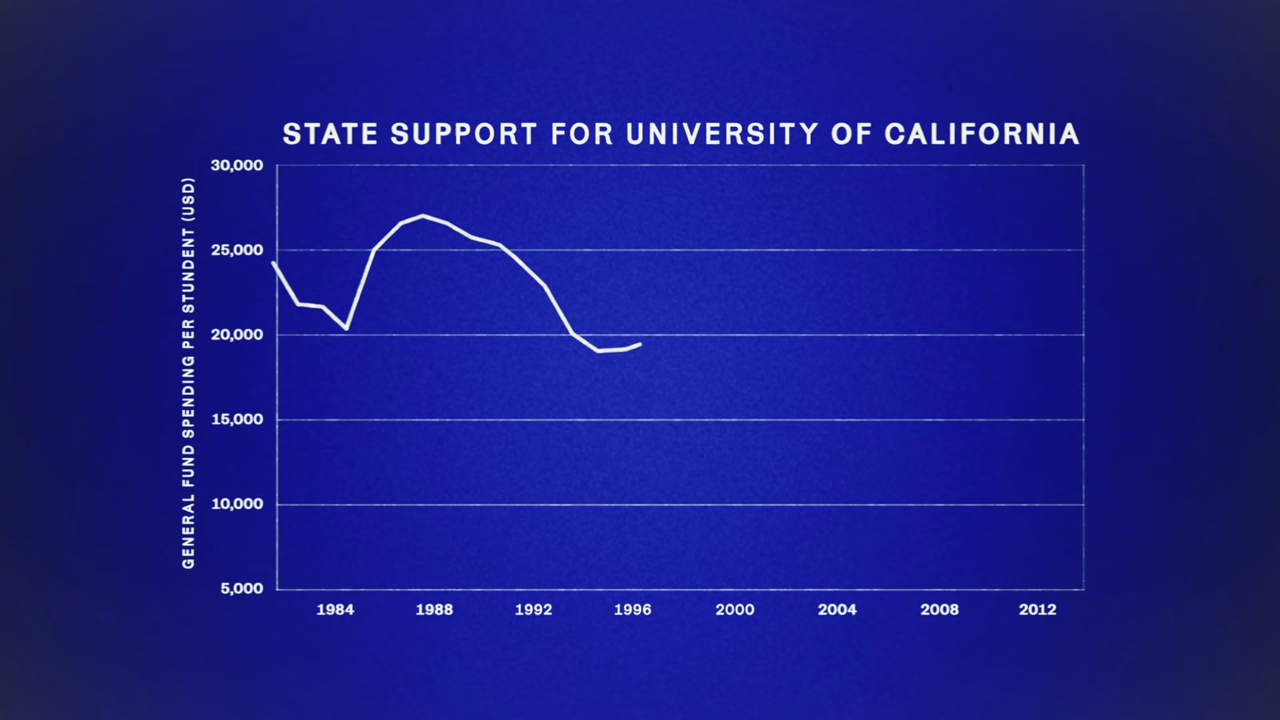 STATE SUPPORT FOR UNIVERSITY OF CALIFORNIA
GENERAL FUND SPENDING PER STUNDENT (USD)
30,000
25,000
20,000
15,000
10,000
5,000
1984 1988 1992 1996 2000 2004 2008 2012